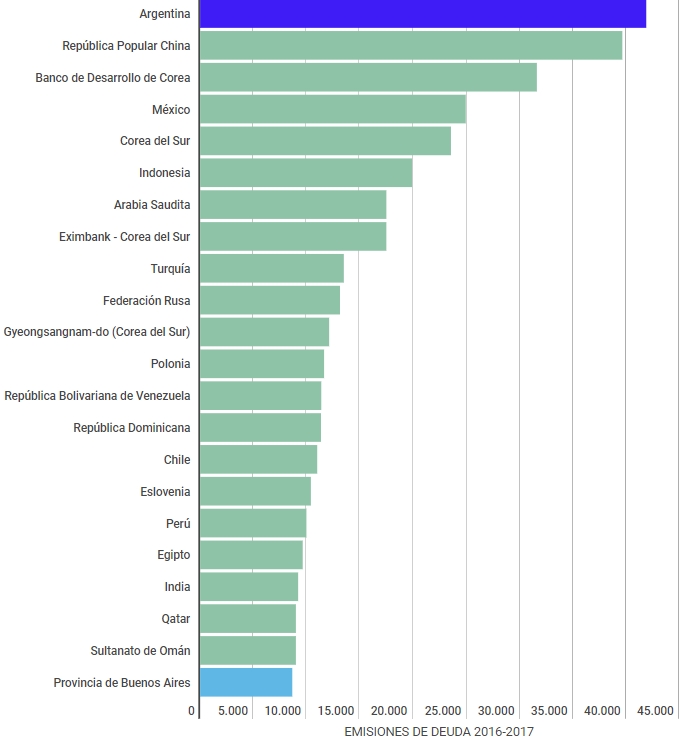 Argentina
República Popular China
Banco de Desarrollo de Corea
México
Corea del Sur
Indonesia
Arabia Saudita
Eximbank - Corea del Sur
Turquía
Federación Rusa
Gyeongsangnam-do (Corea del Sur)
Polonia
República Bolivariana de Venezuela
República Dominicana
Chile
Eslovenia
Perú
Egipto
India
Qatar
Sultanato de Omán
Provincia de Buenos Aires
0 5.000 10.000 15.000 20.000 25.000 30.000 35.000 40.000 45.000
EMISIONES DE DEUDA 2016-2017